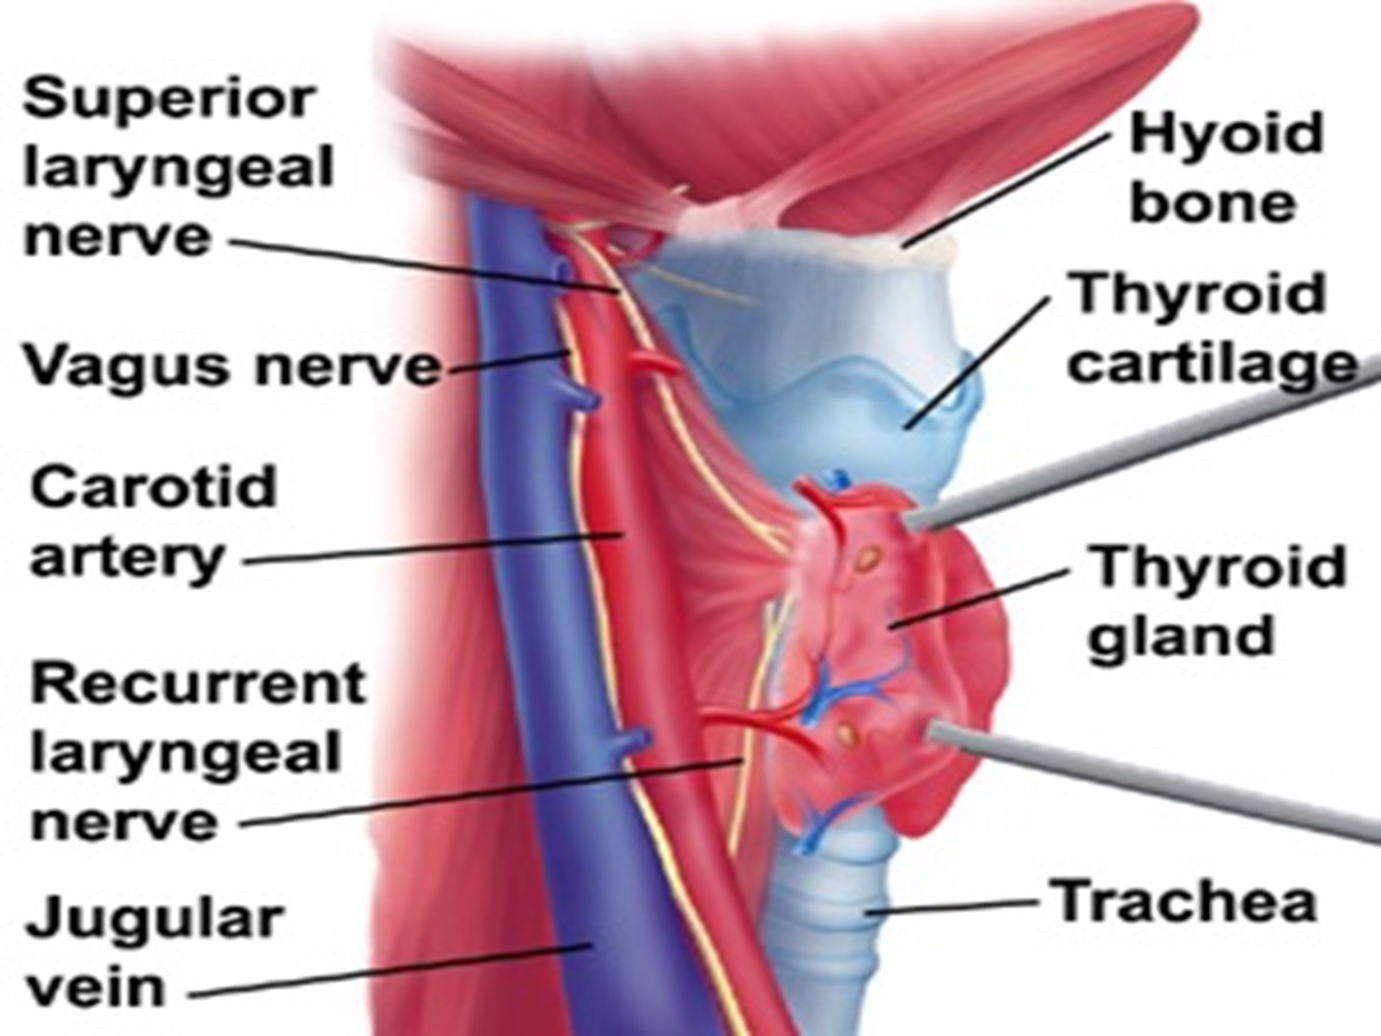 Superior
laryngeal
nerve
Vagus nerve
Carotid
artery
Recurrent
laryngeal
nerve
Jugular
vein
Hyoid
bone
Thyroid
cartilage
Thyroid
gland
Trachea